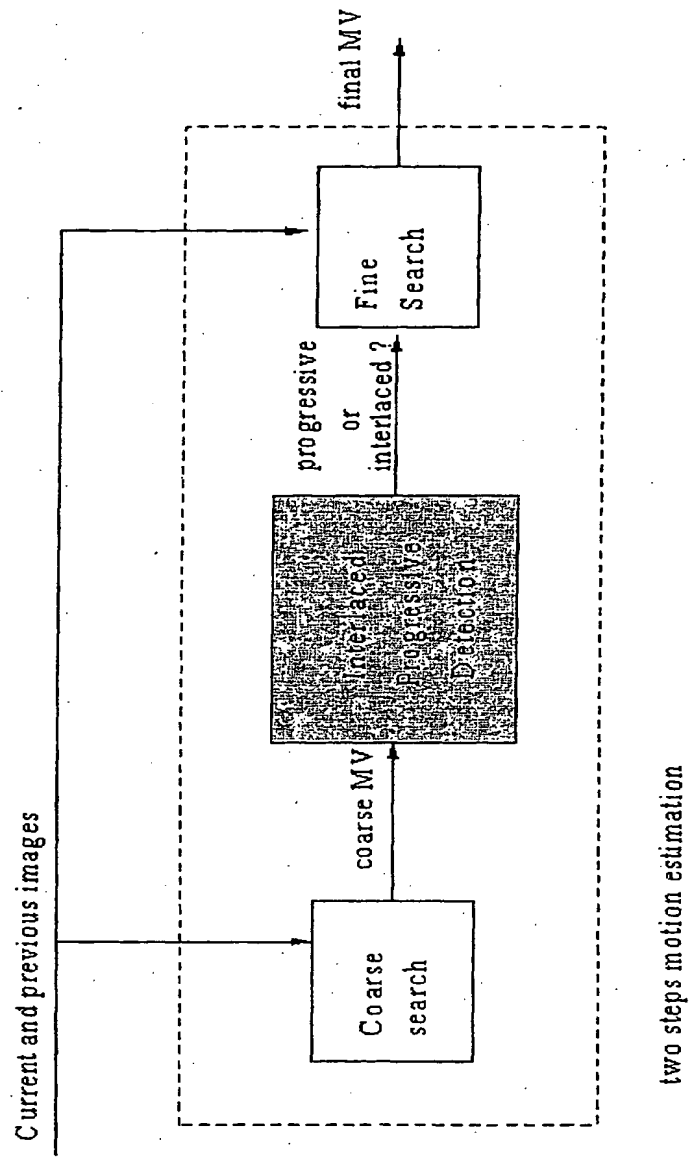 Current and previous images
Coarse
search
coarse MV
Interlaced
Progressive
Detection
progressive
or
interlaced ?
Fine
Search
final MV
two steps motion estimation